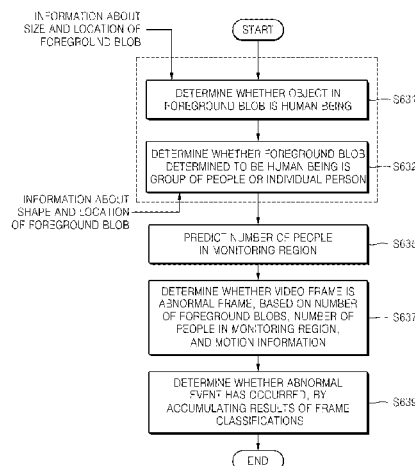 INFORMATION ABOUT
SIZE AND LOCATION OF
FOREGROUND BLOB
START
DETERMINE WHETHER OBJECT IN
FOREGROUND BLOB IS HUMAN BEING
S631
DETERMINE WHETHER FOREGROUND BLOB
DETERMINED TO BE HUMAN BEING IS
GROUP OF PEOPLE OR INDIVIDUAL PERSON
S632
INFORMATION ABOUT
SHAPE AND LOCATION
OF FOREGROUND BLOB
PREDICT NUMBER OF PEOPLE
IN MONITORING REGION
DETERMINE WHETHER VIDEO FRAME IS
ABNORMAL FRAME, BASED ON NUMBER
OF FOREGROUND BLOBS, NUMBER OF
PEOPLE IN MONITORING REGION,
AND MOTION INFORMATION
S637
DETERMINE WHETHER ABNORMAL
EVENT HAS OCCURRED, BY
ACCUMULATING RESULTS OF FRAME
CLASSIFICATIONS
S639
END